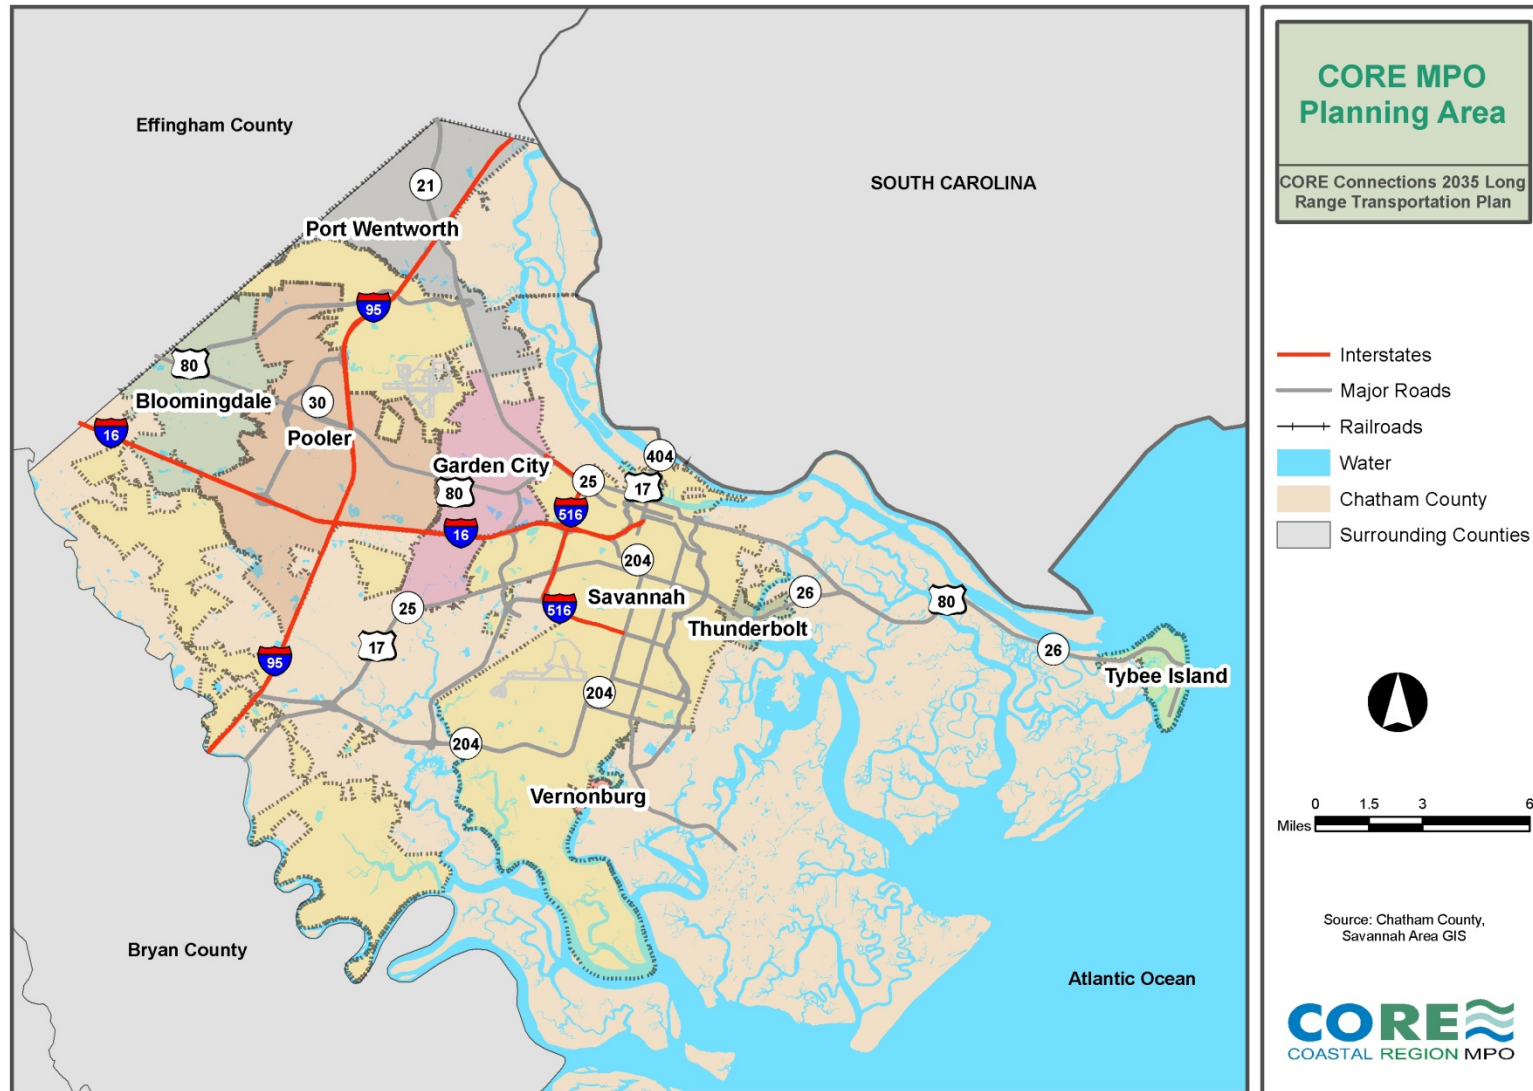 CORE MPO
Planning Area
CORE Connections 2035 Long
Range Transportation Plan
Effingham County
SOUTH CAROLINA
21
Port Wentworth
95
80
Bloomingdale
30
16
Pooler
Garden City
404
80
25
17
516
16
204
25
516
Savannah
26
80
Thunderbolt
17
26
95
Tybee Island
204
204
Vernonburg
Bryan County
Atlantic Ocean
Interstates
Major Roads
Railroads
Water
Chatham County
Surrounding Counties
0 1.5 3 6
Miles
Source: Chatham County,
Savannah Area GIS
CORE
COASTAL REGION MPO